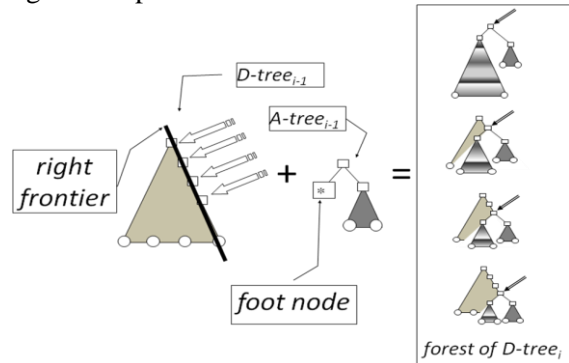 D-tree i-1
A-tree i-1
right
frontier
+
*
=
foot node
forest of D-tree i